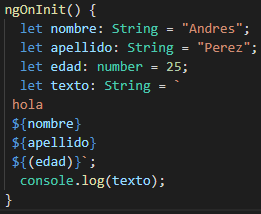 ngOnInit() {
let nombre: String = "Andres";
let apellido: String = "Perez";
let edad: number = 25;
let texto: String = `
hola
${nombre}
${apellido}
${(edad)}`;
console.log(texto);
}